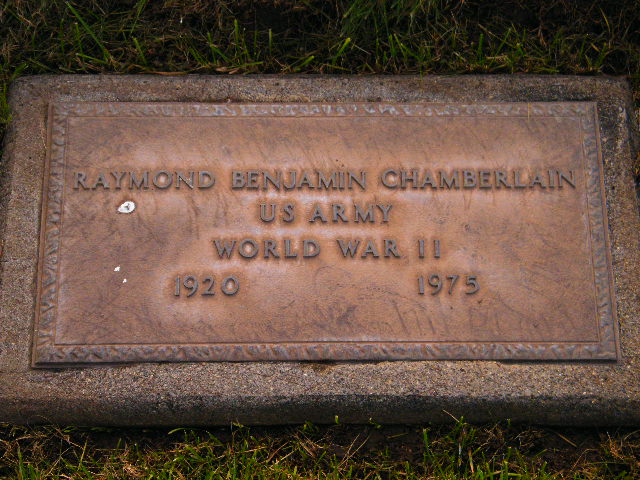 RAYMOND BENJAMIN CHAMBERLAIN
US ARMY
WORLD WAR II
1920 1975